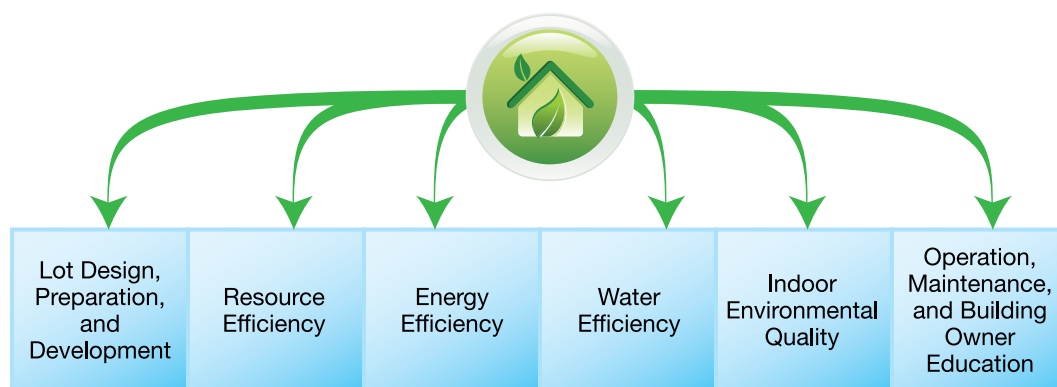 Lot Design,
Preparation,
and
Development
Resource
Efficiency
Energy
Efficiency
Water
Efficiency
Indoor
Environmental
Quality
Operation,
Maintenance,
and Building
Owner
Education